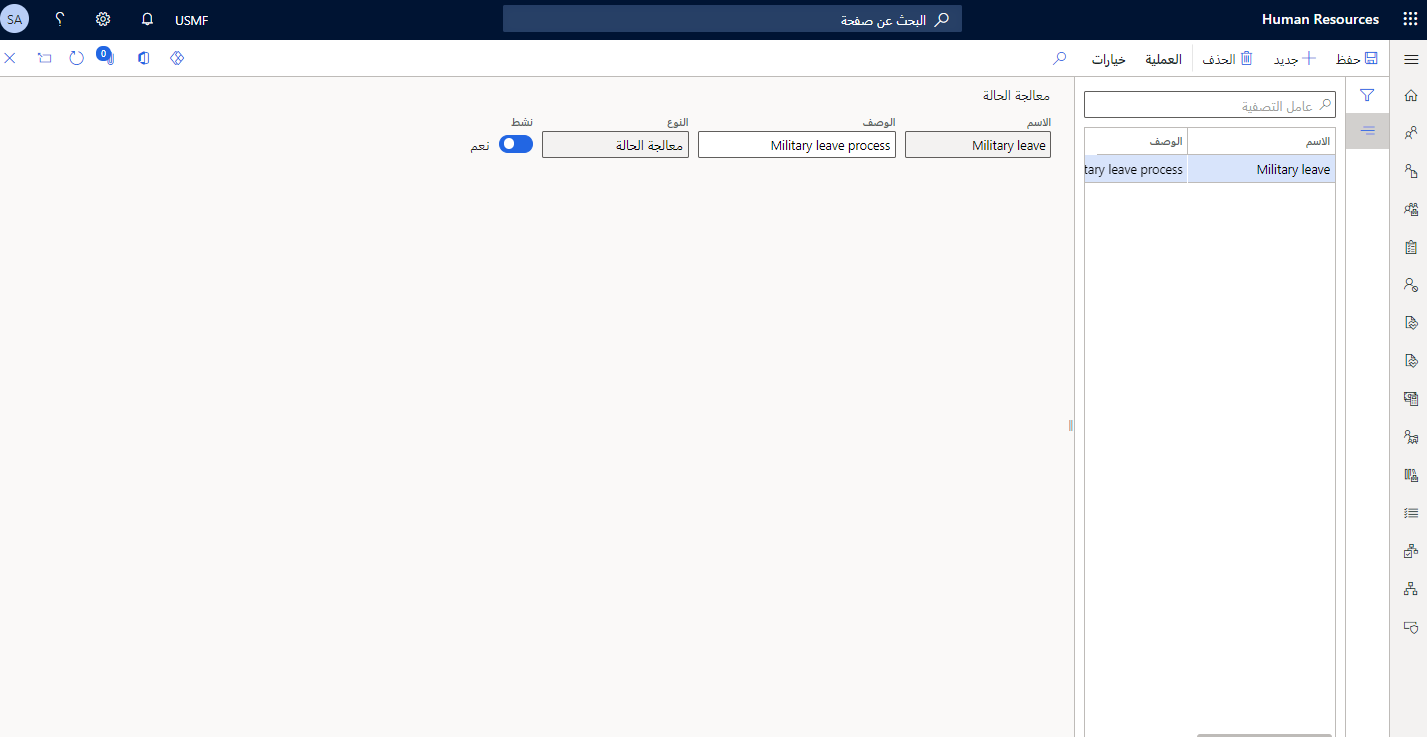 Human Resources
البحث عن صفحة
USMF
؟
SA
حفظ
جديد
الحذف
العملية
خيارات
0
عامل التصفية
الاسم
الوصف
Military leave
tary leave process
معالجة الحالة
الاسم
الوصف
النوع
نشط
Military leave
Military leave process
معالجة الحالة
نعم